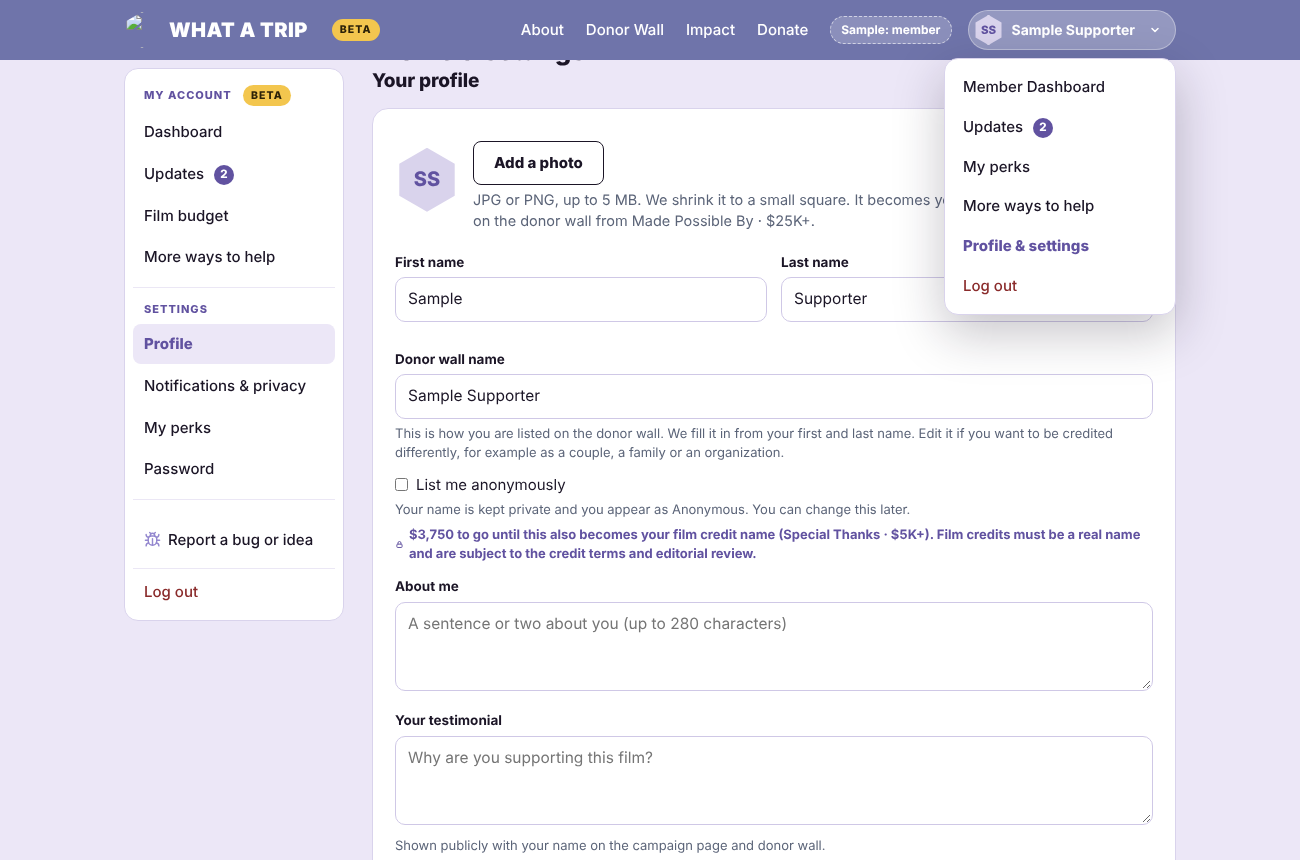 WHAT A TRIP BETA
About
Donor Wall
Impact
Donate
Sample: member
SS Sample Supporter
Member Dashboard
Updates 2
My perks
More ways to help
Profile & settings
Log out
MY ACCOUNT BETA
Dashboard
Updates 2
Film budget
More ways to help
SETTINGS
Profile
Notifications & privacy
My perks
Password
Report a bug or idea
Log out
Your profile
SS
Add a photo
JPG or PNG, up to 5 MB. We shrink it to a small square. It becomes
on the donor wall from Made Possible By · $25K+.
First name
Sample
Last name
Supporter
Donor wall name
Sample Supporter
This is how you are listed on the donor wall. We fill it in from your first and last name. Edit it if you want to be credited
differently, for example as a couple, a family or an organization.
List me anonymously
Your name is kept private and you appear as Anonymous. You can change this later.
$3,750 to go until this also becomes your film credit name (Special Thanks · $5K+). Film credits must be a real name
and are subject to the credit terms and editorial review.
About me
A sentence or two about you (up to 280 characters)
Your testimonial
Why are you supporting this film?
Shown publicly with your name on the campaign page and donor wall.